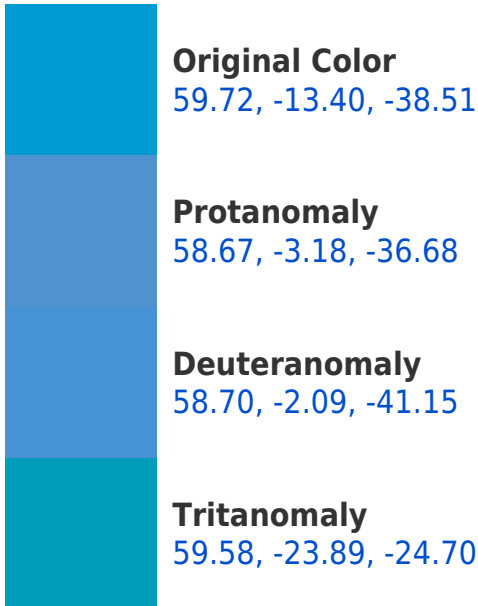 Original Color
59.72, -13.40, -38.51
Protanomaly
58.67, -3.18, -36.68
Deuteranomaly
58.70, -2.09, -41.15
Tritanomaly
59.58, -23.89, -24.70